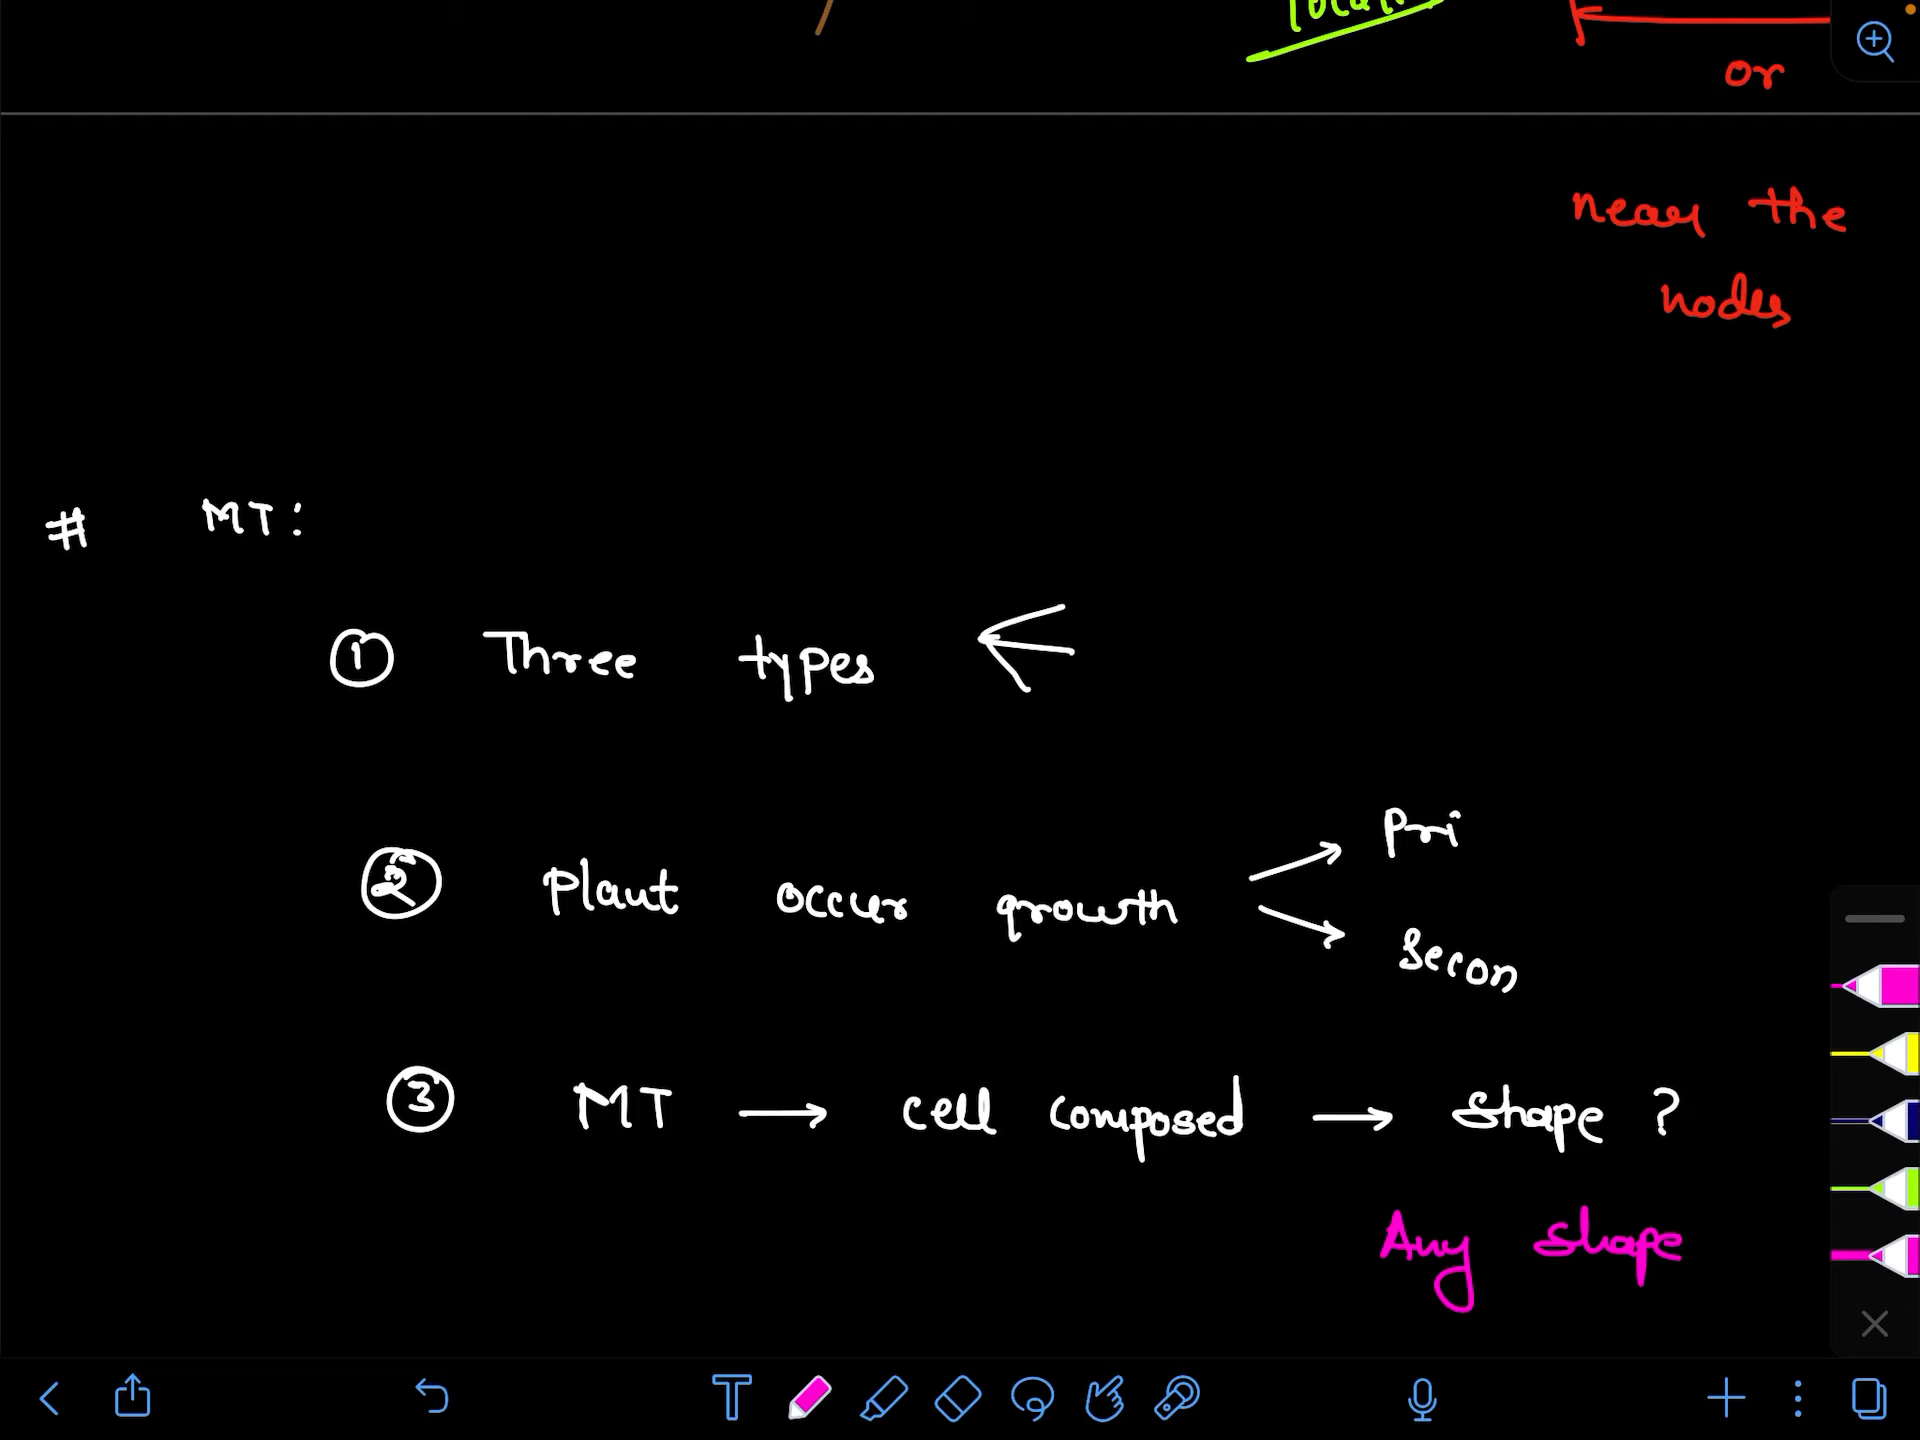 or
near the
nodes
# MT:
① Three types
② plant occur growth
Pri
Secon
③ MT → cell composed → shape ?
Any shape